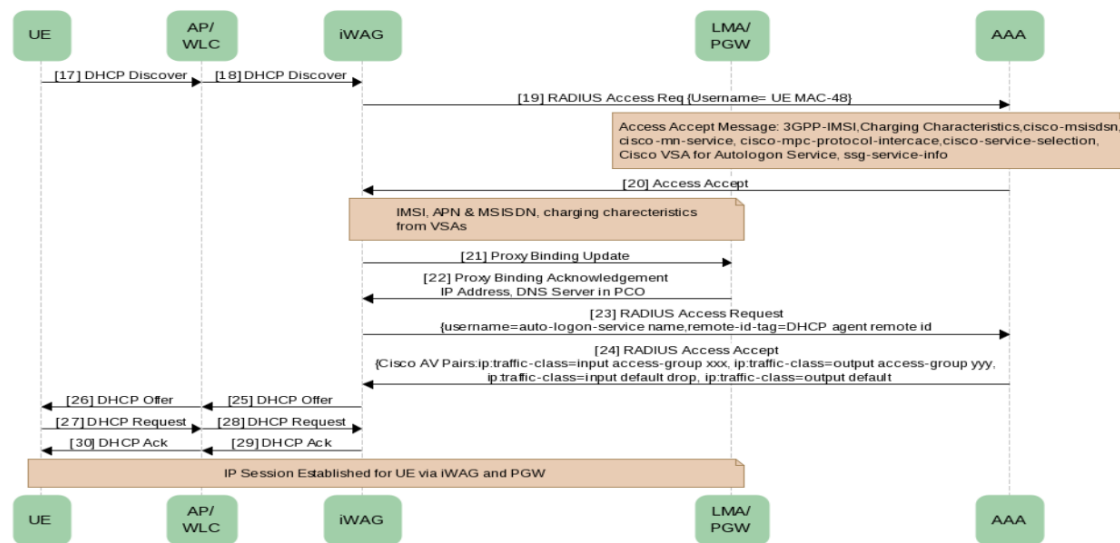 UE
AP/
WLC
iWAG
LMA/
PGW
AAA
[17] DHCP Discover
[18] DHCP Discover
[19] RADIUS Access Req {Username= UE MAC-48}
Access Accept Message: 3GPP-IMSI,Charging Characteristics,cisco-msisdsn,
cisco-mn-service, cisco-mpc-protocol-intercace,cisco-service-selection,
Cisco VSA for Autologon Service, ssg-service-info
[20] Access Accept
IMSI, APN & MSISDN, charging charecteristics
from VSAs
[21] Proxy Binding Update
[22] Proxy Binding Acknowledgement
IP Address, DNS Server in PCO
[23] RADIUS Access Request
{username=auto-logon-service name,remote-id-tag=DHCP agent remote id
[24] RADIUS Access Accept
{Cisco AV Pairs:ip:traffic-class=input access-group xxx, ip:traffic-class=output access-group yyy,
ip:traffic-class=input default drop, ip:traffic-class=output default
[26] DHCP Offer
[25] DHCP Offer
[27] DHCP Request
[28] DHCP Request
[30] DHCP Ack
[29] DHCP Ack
IP Session Established for UE via iWAG and PGW
UE
AP/
WLC
iWAG
LMA/
PGW
AAA